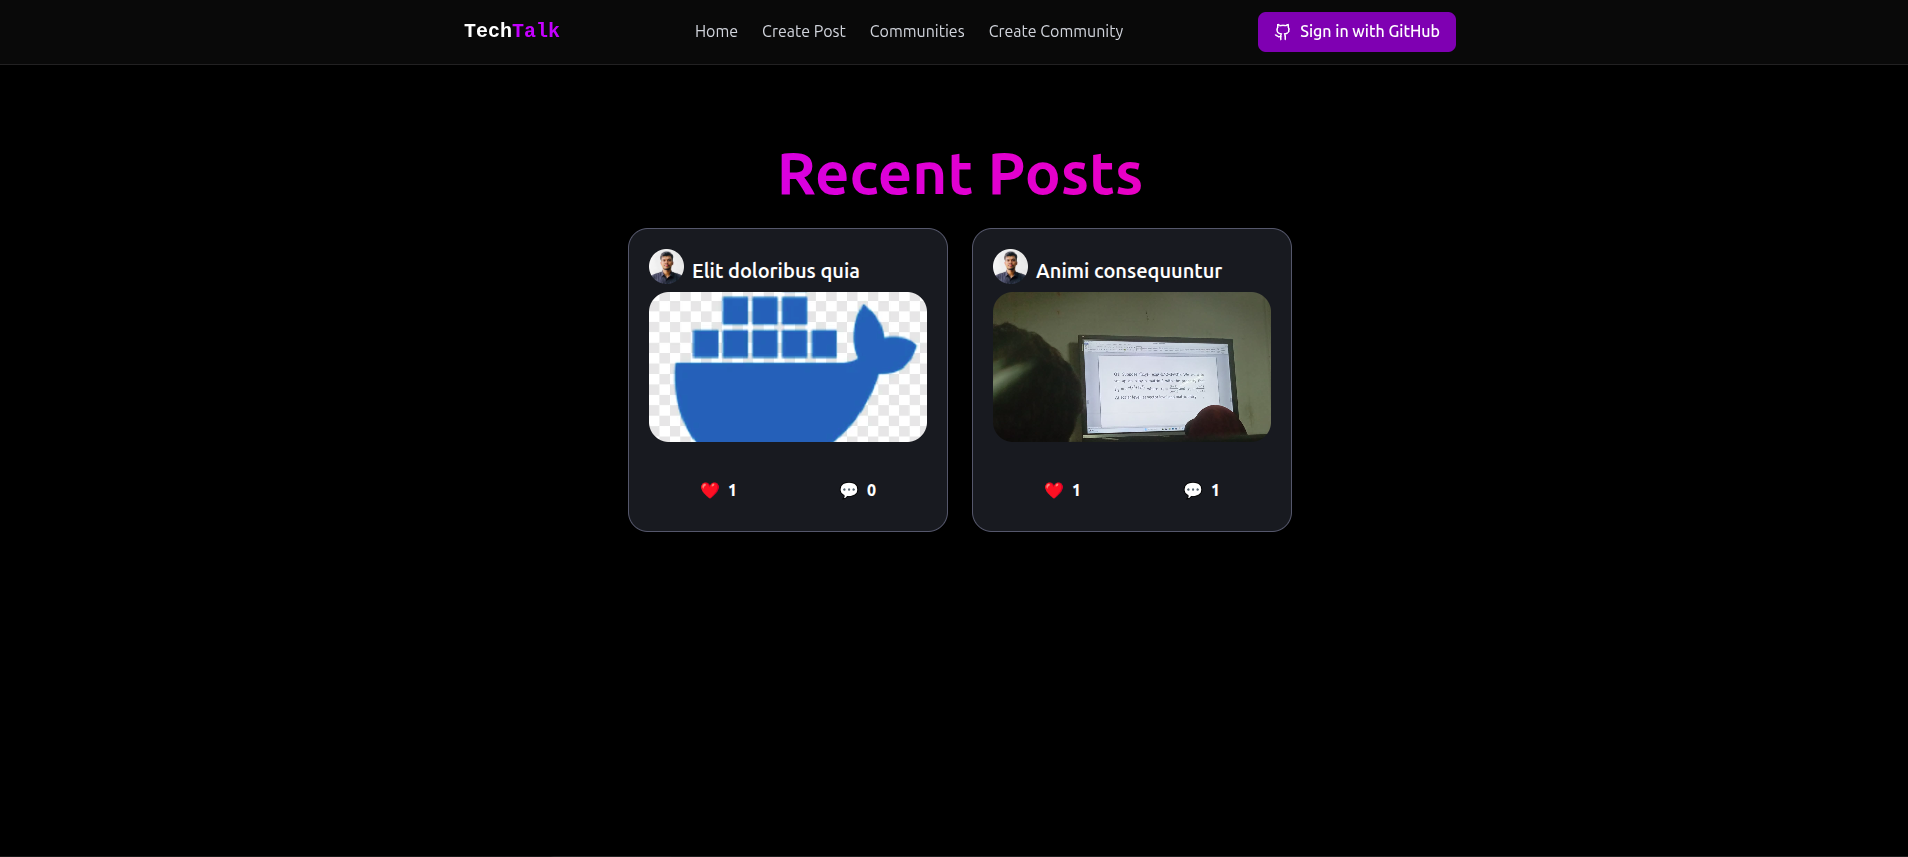 TechTalk
Home Create Post Communities Create Community
Sign in with GitHub
Recent Posts
Elit doloribus quia
Animi consequuntur
1
0
1
1